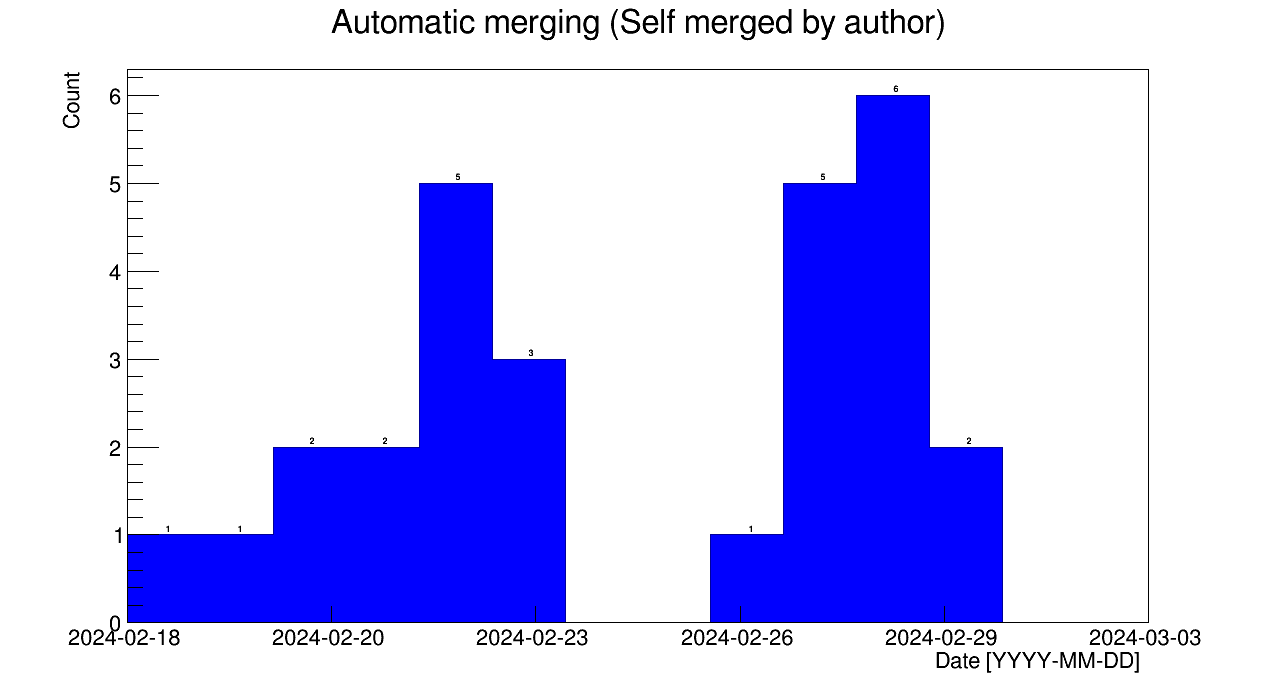 Automatic merging (Self merged by author)
Count
6
5
4
3
2
1
0
1 1 2 2 5 3 1 5 6 2
2024-02-18 2024-02-20 2024-02-23 2024-02-26 2024-02-29 2024-03-03
Date [YYYY-MM-DD]